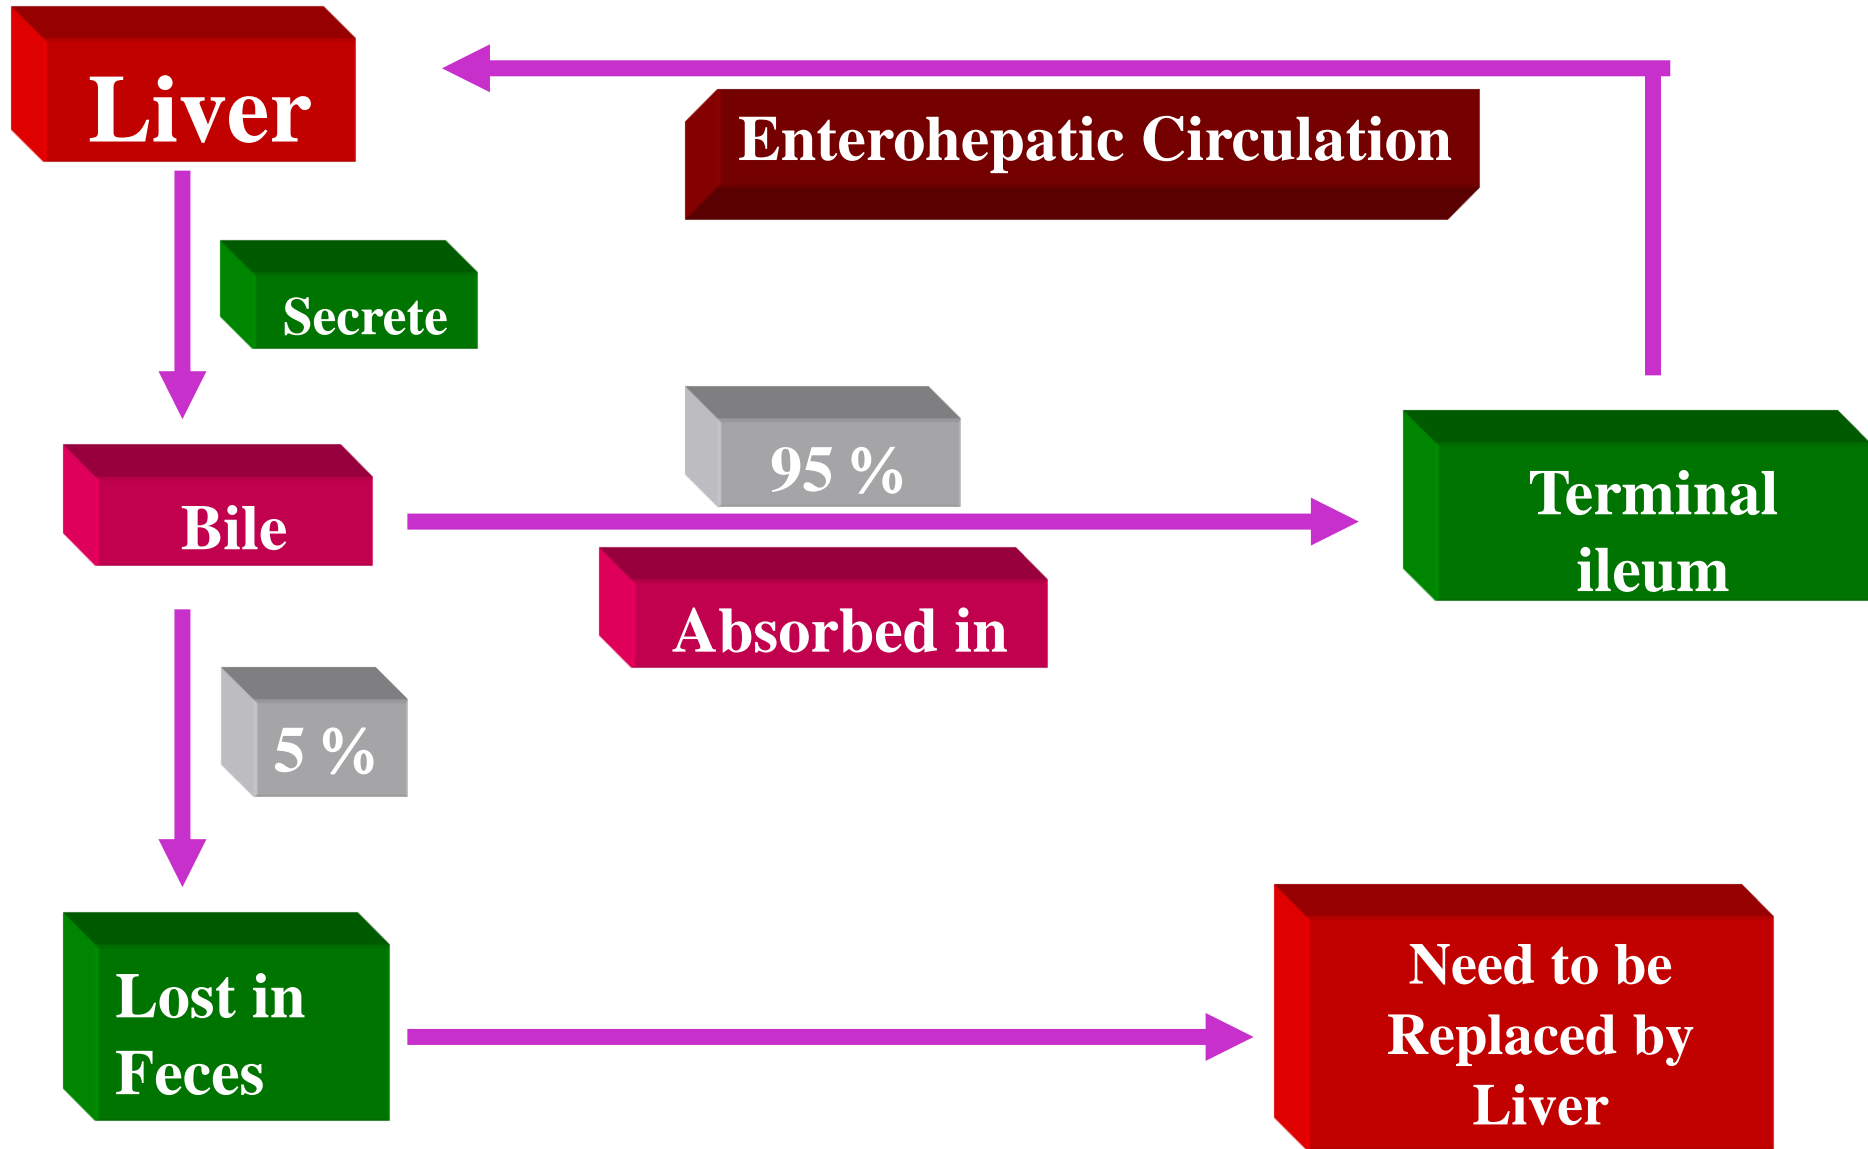 Liver
Enterohepatic Circulation
Secrete
95 %
Bile
Terminal
ileum
Absorbed in
5 %
Lost in
Feces
Need to be
Replaced by
Liver